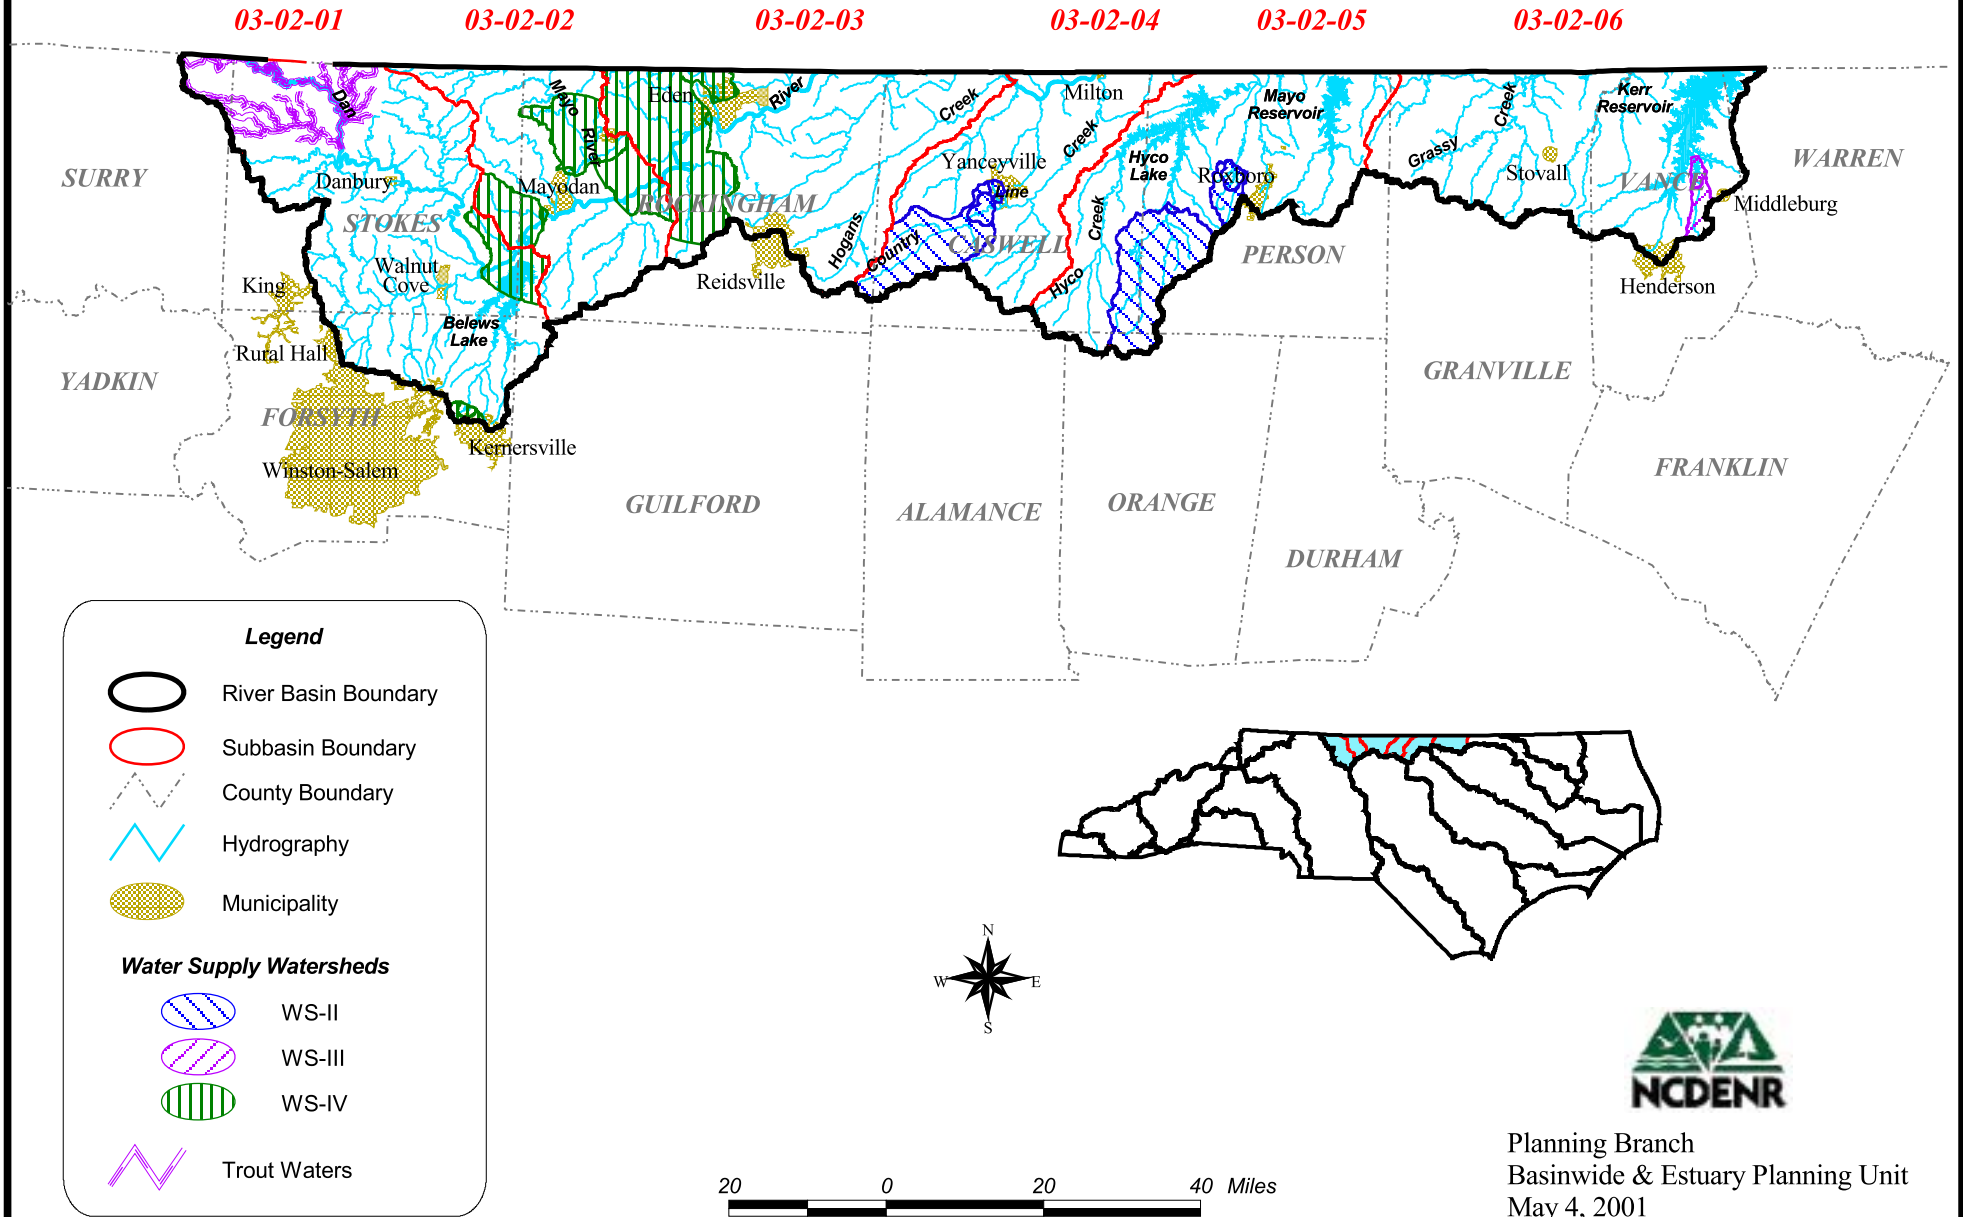 03-02-01 03-02-02 03-02-03 03-02-04 03-02-05 03-02-06
Dan
Mayo
River
Eden
River
Creek
Milton
Creek
Mayo
Reservoir
Creek
Kerr
Reservoir
Grassy
SURRY
Danbury
Mayodan
Yanceyville
Line
Hyco
Lake
Roxboro
Stovall
VANCE
WARREN
Middleburg
STOKES
ROCKINGHAM
Hogans
Country
CASWELL
Creek
Hyco
PERSON
Walnut
Cove
King
Reidsville
Henderson
Belews
Lake
Rural Hall
YADKIN
FORSYTH
Winston-Salem
Kernersville
GUILFORD
ALAMANCE
ORANGE
DURHAM
GRANVILLE
FRANKLIN
Legend
River Basin Boundary
Subbasin Boundary
County Boundary
Hydrography
Municipality
Water Supply Watersheds
WS-II
WS-III
WS-IV
Trout Waters
N
W E
S
20 0 20 40 Miles
NCDENR
Planning Branch
Basinwide & Estuary Planning Unit
May 4, 2001